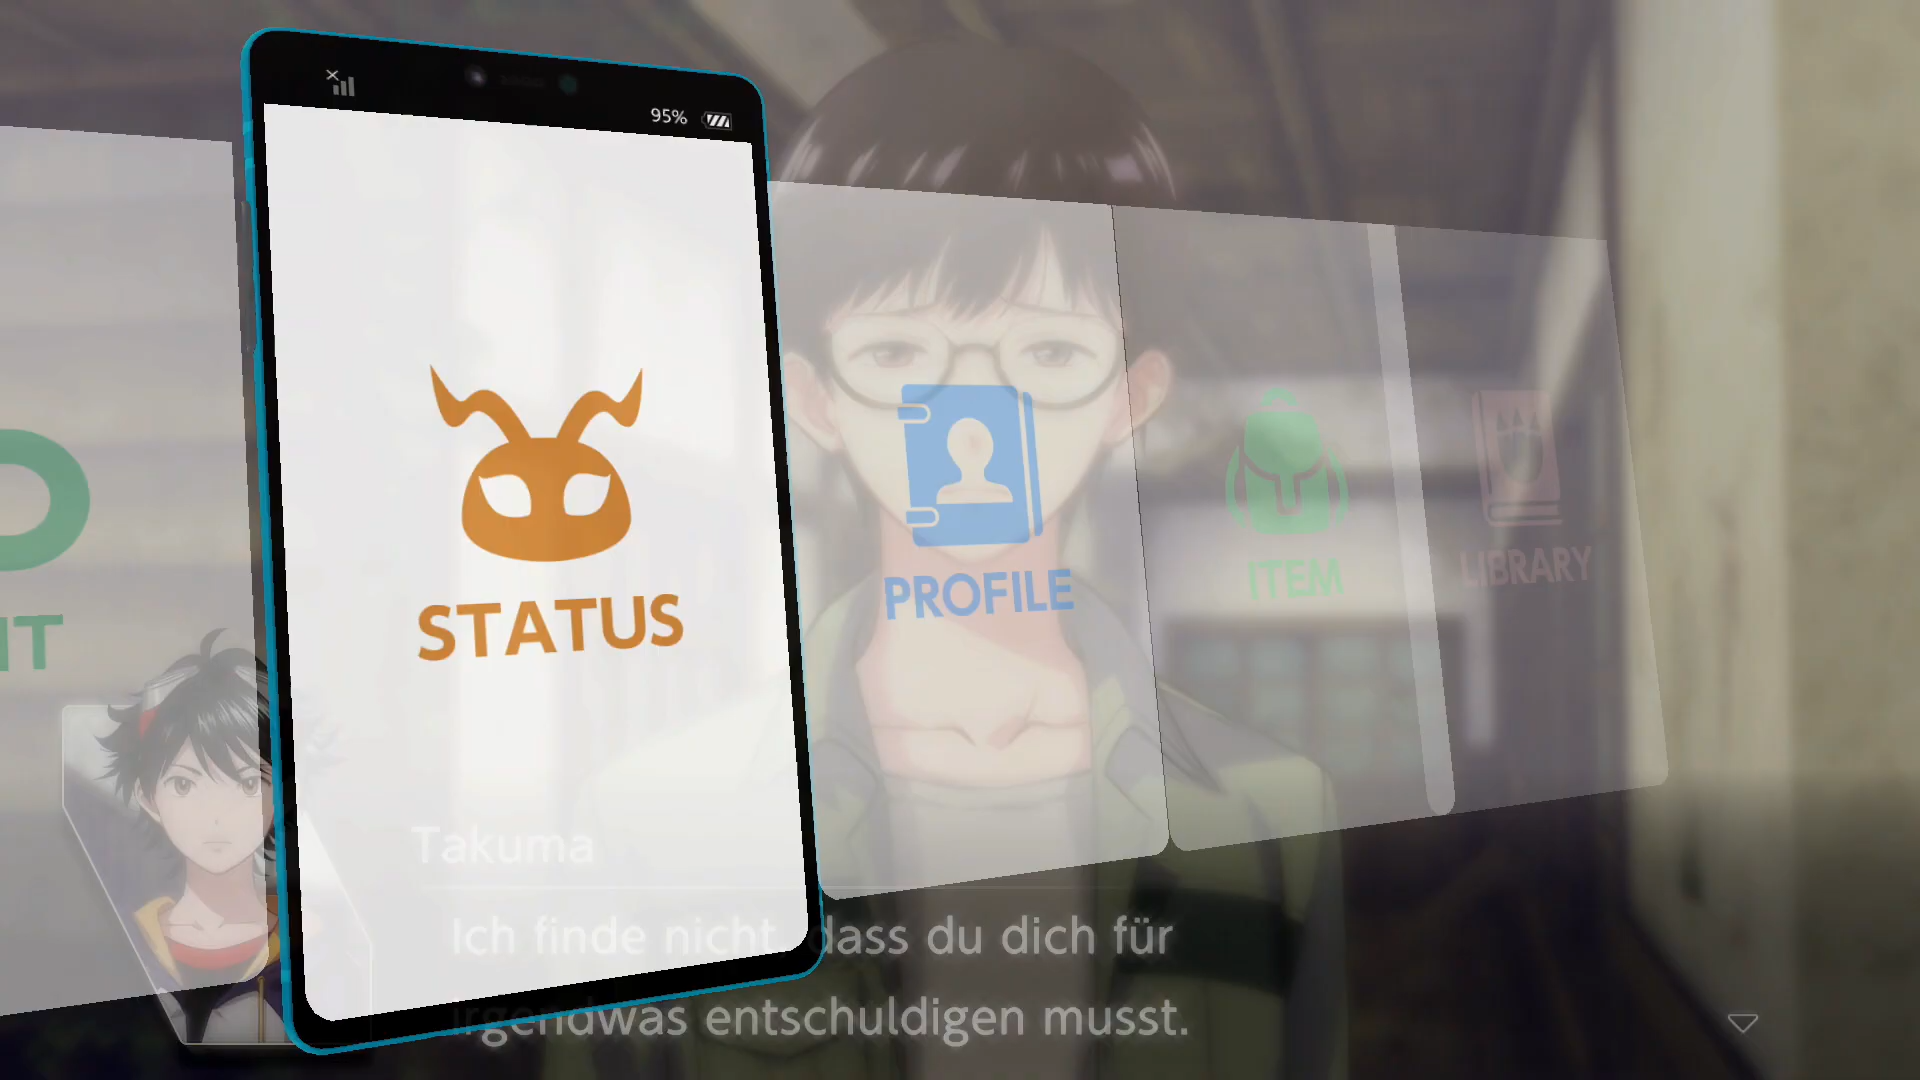 95%
STATUS
PROFILE
ITEM
LIBRARY
Takuma
Ich finde nicht, dass du dich für
irgendwas entschuldigen musst.